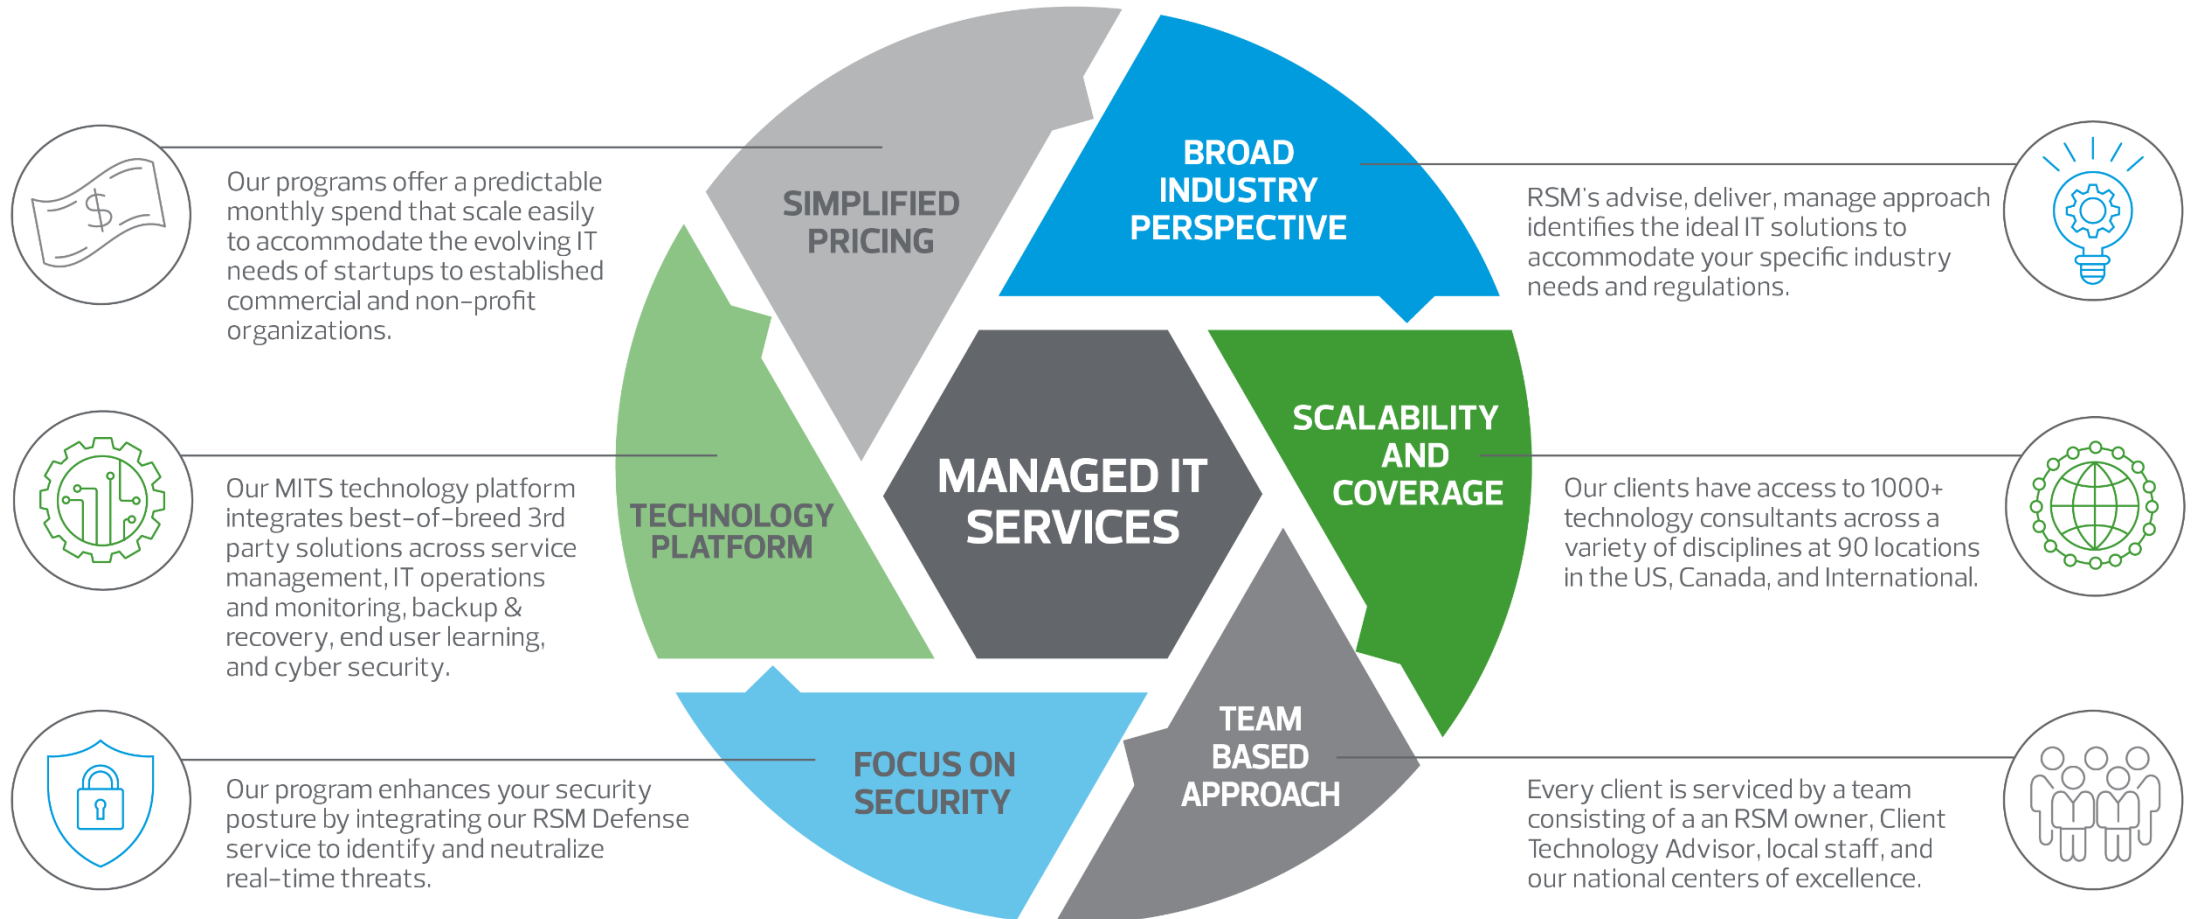 SIMPLIFIED
PRICING
Our programs offer a predictable
monthly spend that scale easily
to accommodate the evolving IT
needs of startups to established
commercial and non-profit
organizations.
$
BROAD
INDUSTRY
PERSPECTIVE
RSM's advise, deliver, manage approach
identifies the ideal IT solutions to
accommodate your specific industry
needs and regulations.
TECHNOLOGY
PLATFORM
Our MITS technology platform
integrates best-of-breed 3rd
party solutions across service
management, IT operations
and monitoring, backup &
recovery, end user learning,
and cyber security.
MANAGED IT
SERVICES
SCALABILITY
AND
COVERAGE
Our clients have access to 1000+
technology consultants across a
variety of disciplines at 90 locations
in the US, Canada, and International.
FOCUS ON
SECURITY
Our program enhances your security
posture by integrating our RSM Defense
service to identify and neutralize
real-time threats.
TEAM
BASED
APPROACH
Every client is serviced by a team
consisting of a an RSM owner, Client
Technology Advisor, local staff, and
our national centers of excellence.